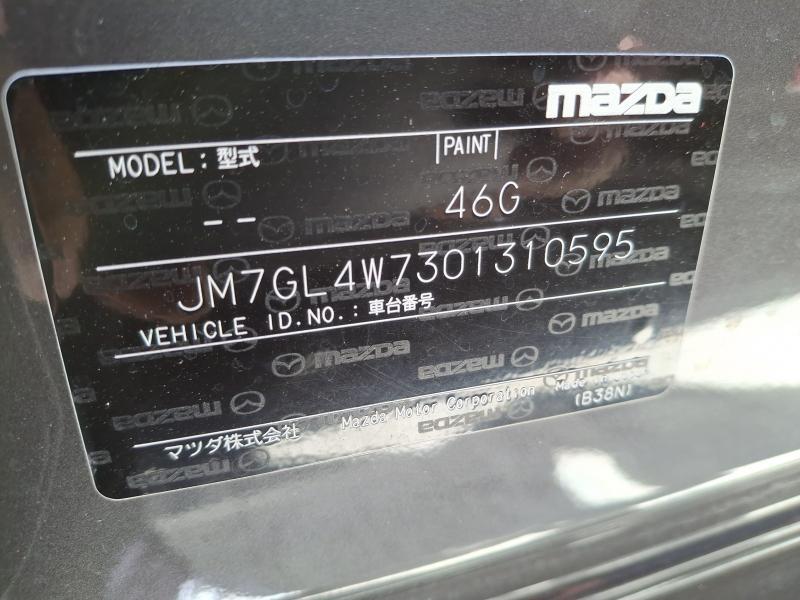 mazda
MODEL : 型式
PAINT
-- 46G
JM7GL4W7301310595
VEHICLE ID.NO. : 車台番号
マツダ株式会社 Mazda Motor Corporation Made
(B38N)